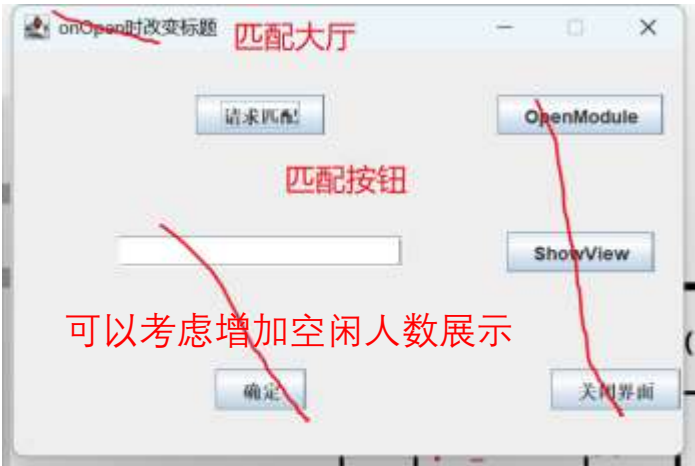 onOpen时改变标题
匹配大厅
请求匹配
OpenModule
匹配按钮
ShowView
可以考虑增加空闲人数展示
确定
关闭界面